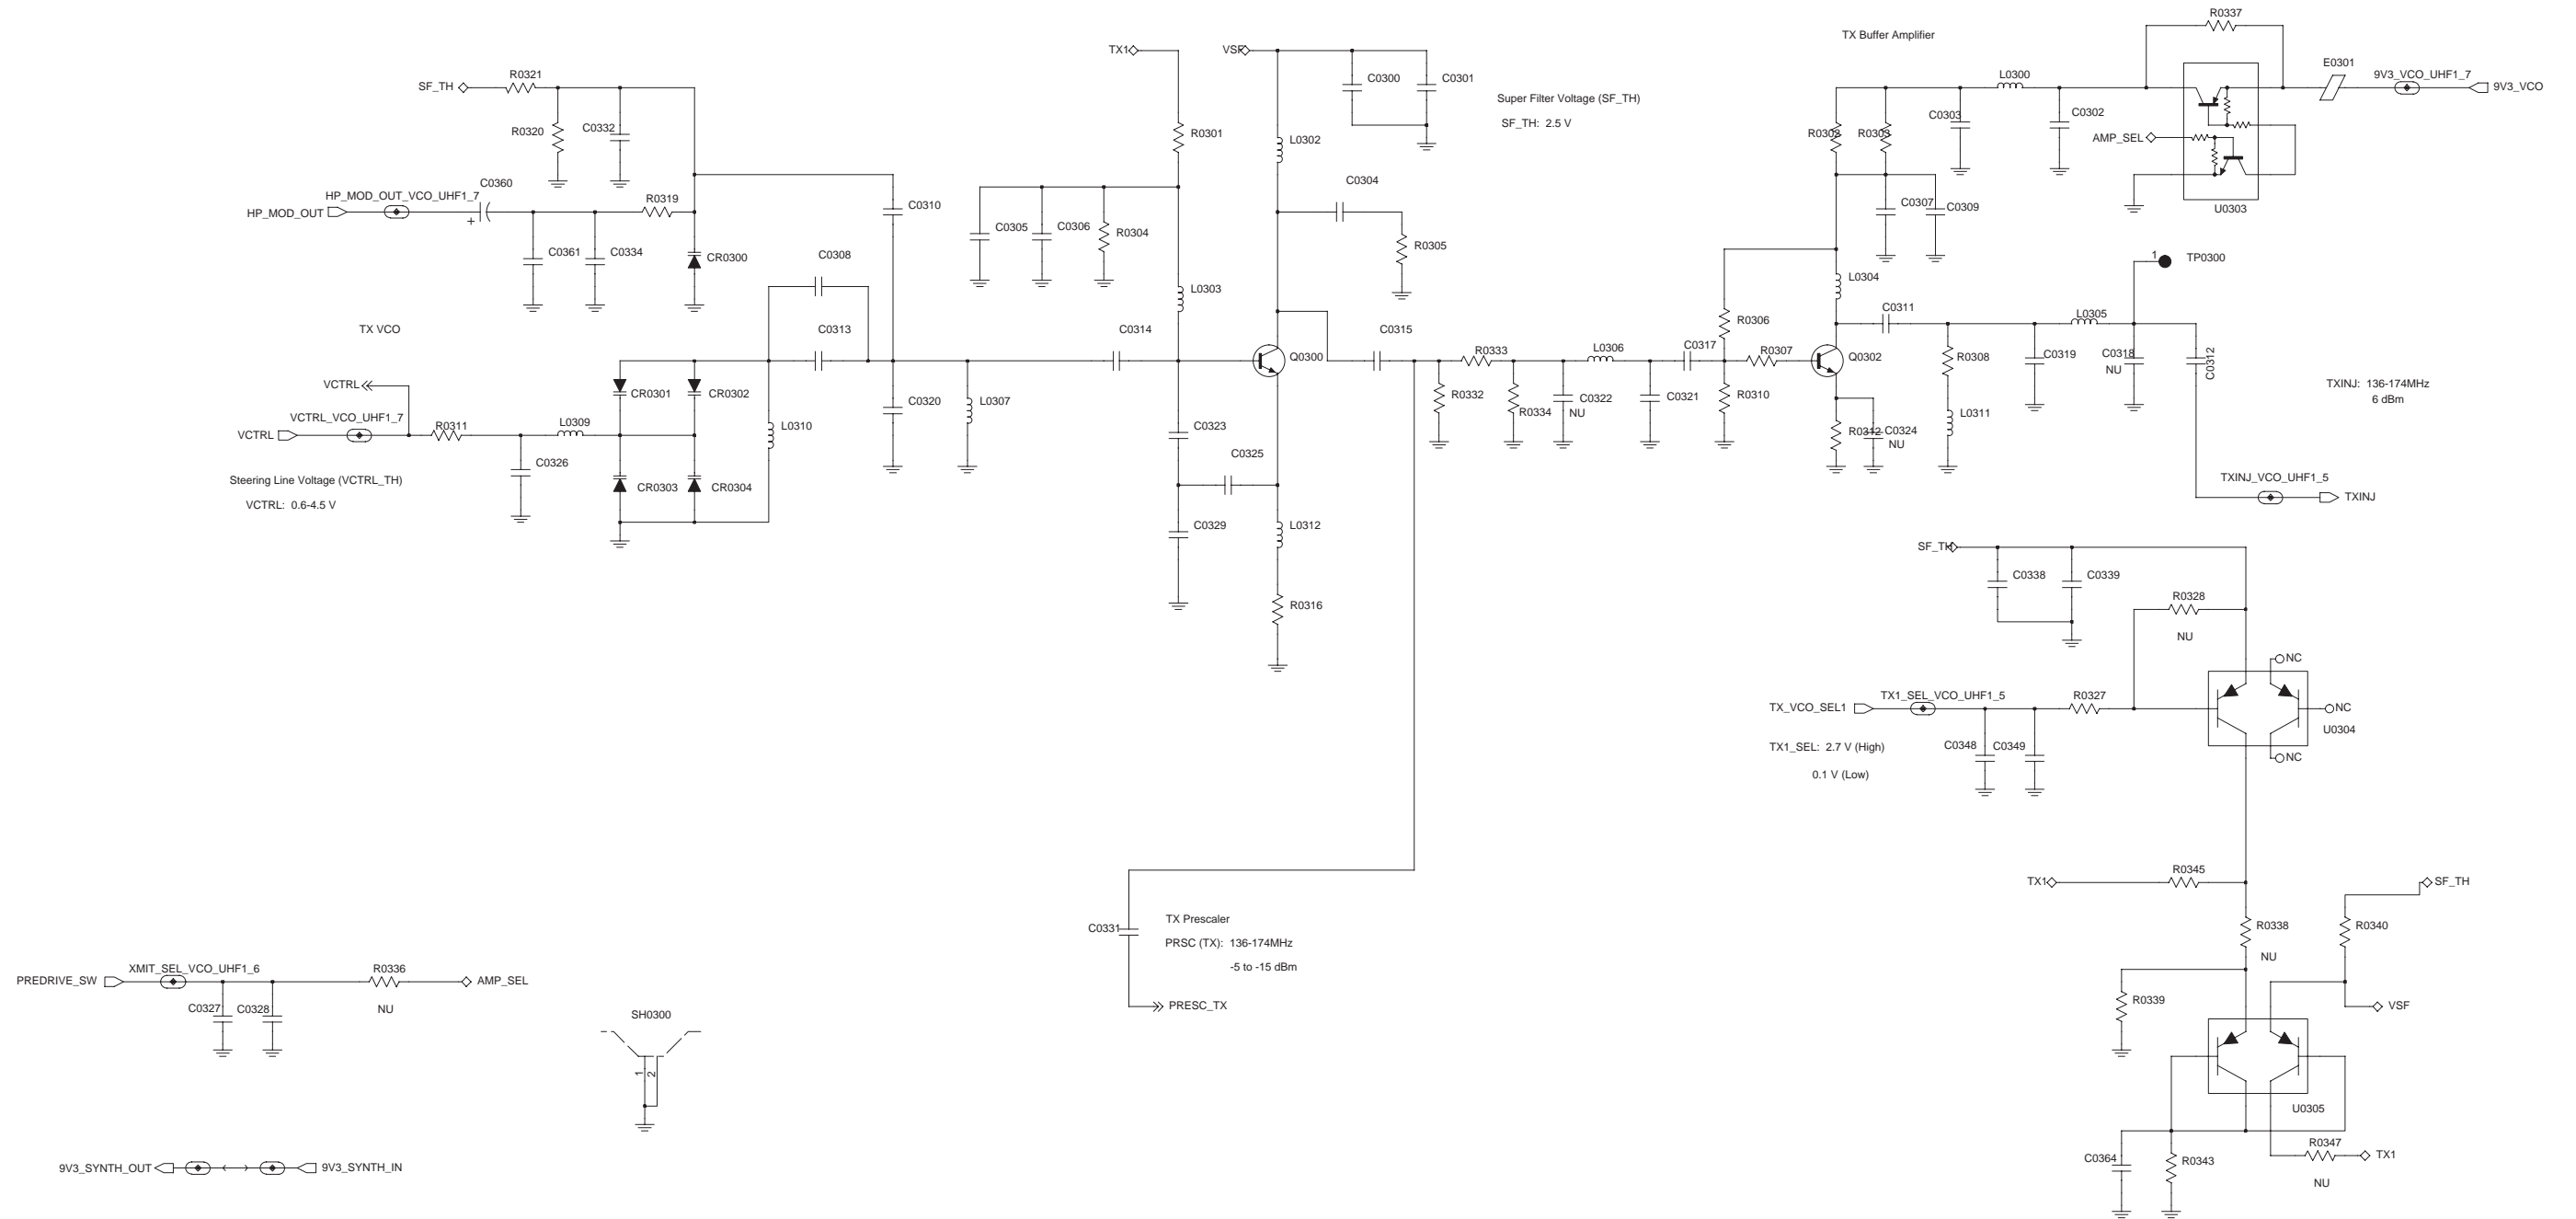 R0337
TX Buffer Amplifier
TX1
VSF
E0301
R0321
SF_TH
C0300
C0301
L0300
9V3_VCO_UHF1_7
9V3_VCO
Super Filter Voltage (SF_TH)
SF_TH: 2.5 V
R0320
C0332
R0301
L0302
R0302
R0303
C0303
C0302
AMP_SEL
C0360
HP_MOD_OUT_VCO_UHF1_7
HP_MOD_OUT
+
R0319
C0310
C0304
C0307
C0309
U0303
C0305
C0306
R0304
R0305
C0361
C0334
CR0300
C0308
1
TP0300
L0303
L0304
TX VCO
C0313
C0314
C0315
R0306
C0311
L0305
Q0300
R0333
L0306
C0317
R0307
Q0302
R0308
C0319
C0318
NU
C0312
VCTRL
CR0301
CR0302
C0320
L0307
R0332
R0334
C0322
NU
C0321
R0310
TXINJ: 136-174MHz
6 dBm
VCTRL_VCO_UHF1_7
VCTRL
R0311
L0309
L0310
C0323
R0312
C0324
NU
L0311
C0326
C0325
Steering Line Voltage (VCTRL_TH)
VCTRL: 0.6-4.5 V
CR0303
CR0304
TXINJ_VCO_UHF1_5
TXINJ
C0329
L0312
SF_TH
C0338
C0339
R0316
R0328
NU
NC
TX_VCO_SEL1
TX1_SEL_VCO_UHF1_5
R0327
NC
U0304
TX1_SEL: 2.7 V (High)
0.1 V (Low)
C0348
C0349
NC
TX1
R0345
SF_TH
C0331
TX Prescaler
PRSC (TX): 136-174MHz
-5 to -15 dBm
R0338
NU
R0340
PREDRIVE_SW
XMIT_SEL_VCO_UHF1_6
R0336
NU
AMP_SEL
C0327
C0328
PRESC_TX
R0339
VSF
SH0300
1
2
U0305
9V3_SYNTH_OUT
9V3_SYNTH_IN
C0364
R0343
R0347
TX1
NU